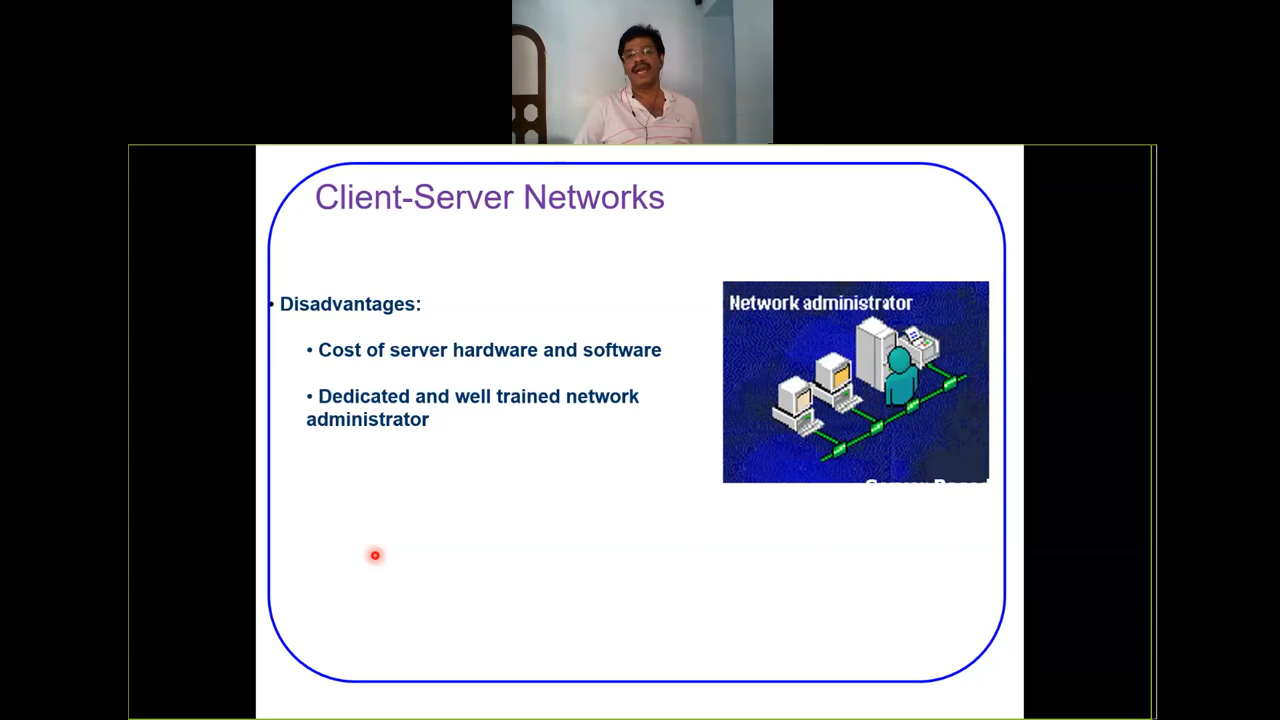 Client-Server Networks
• Disadvantages:
• Cost of server hardware and software
• Dedicated and well trained network
administrator
Network administrator